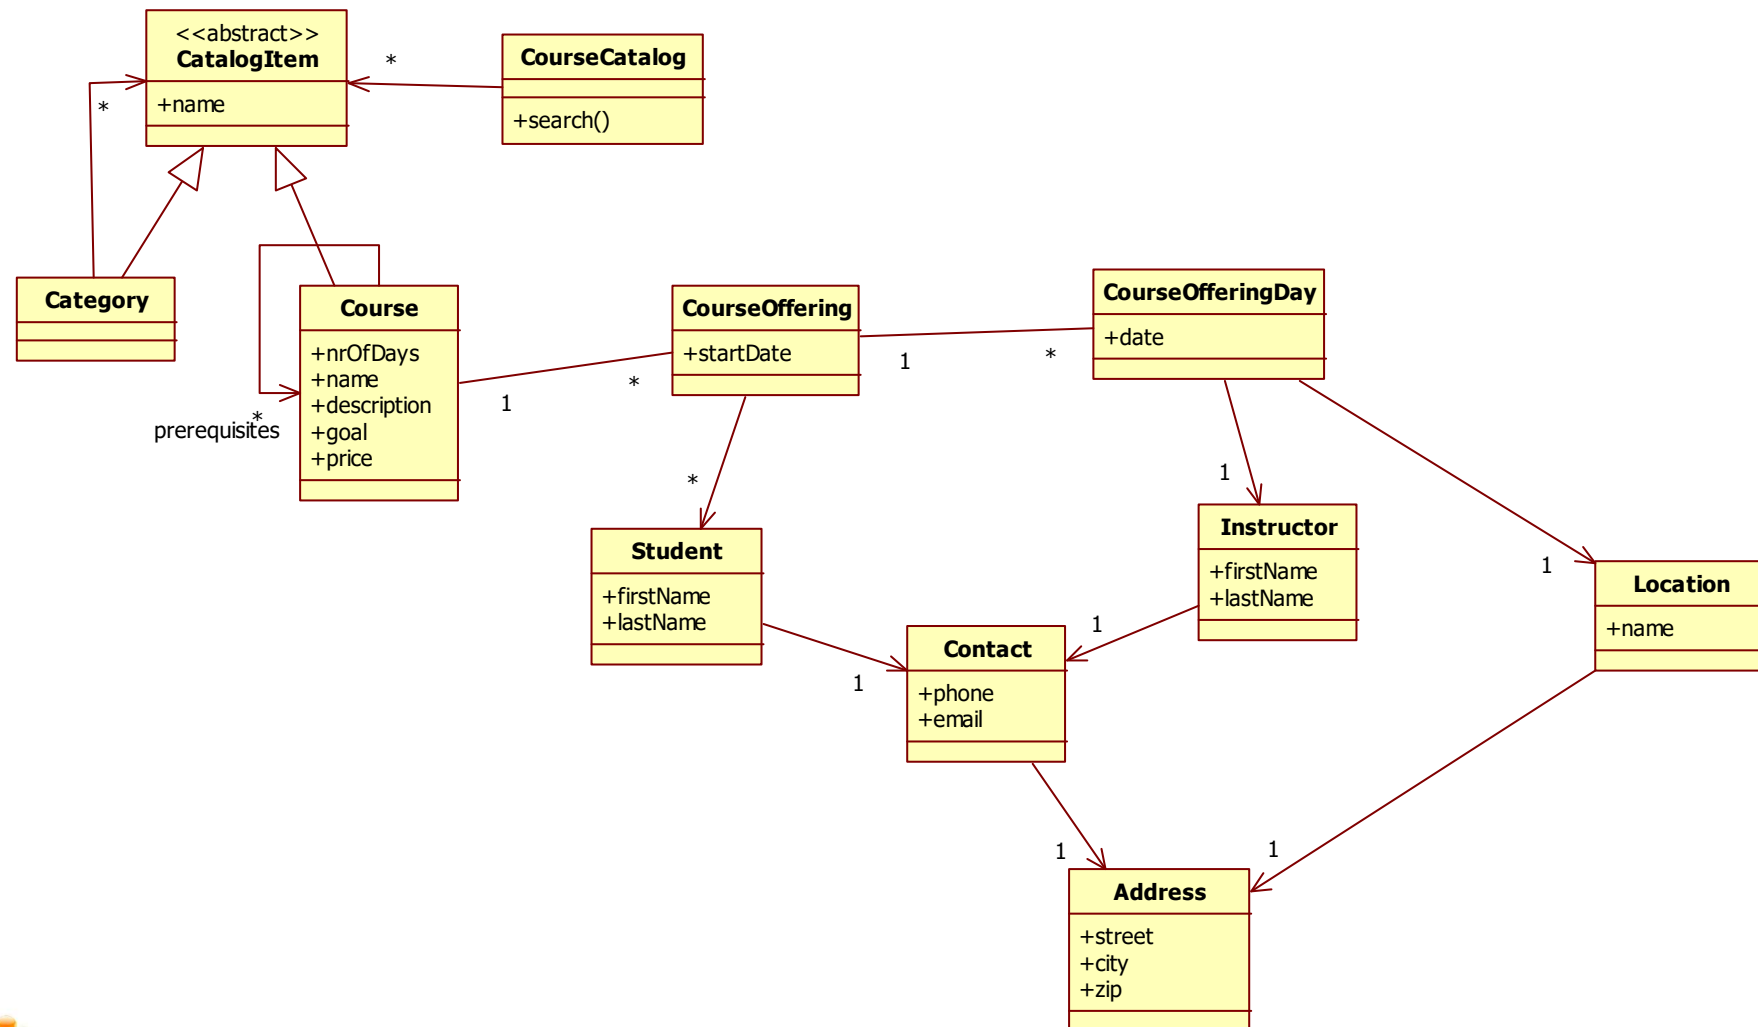 <<abstract>>
CatalogItem
+name
*
*
CourseCatalog
+search()
Category
Course
+nrOfDays
+name
+description
+goal
+price
*
prerequisites
1
*
CourseOffering
+startDate
1
*
CourseOfferingDay
+date
*
1
1
Student
+firstName
+lastName
1
Instructor
+firstName
+lastName
1
Location
+name
Contact
+phone
+email
1
1
Address
+street
+city
+zip